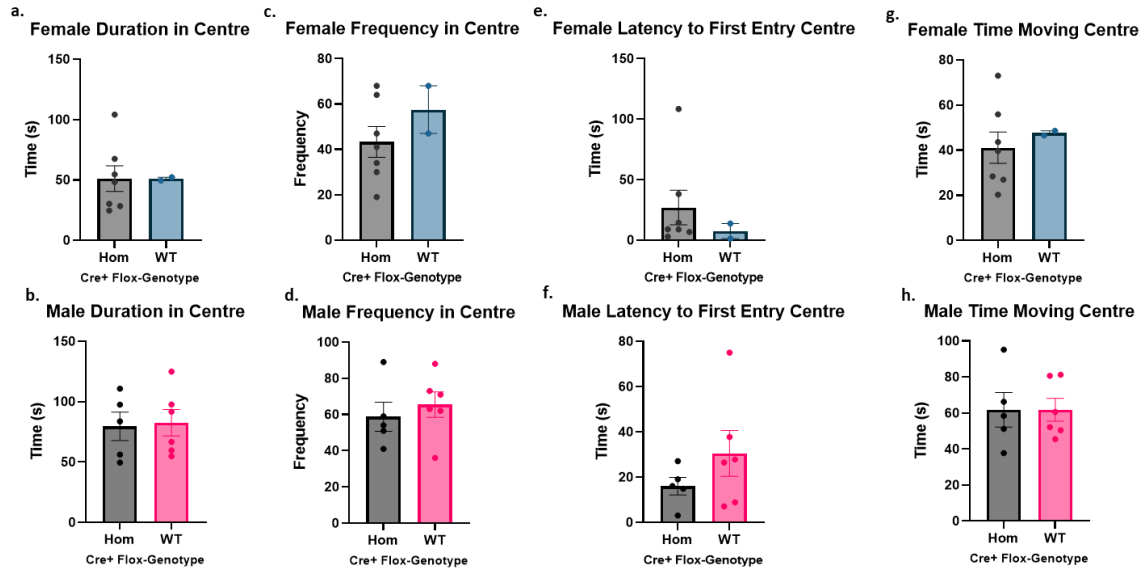 a.
Female Duration in Centre
150
100
50
0
Time (s)
Hom WT
Cre+ Flox-Genotype
c.
Female Frequency in Centre
80
60
40
20
0
Frequency
Hom WT
Cre+ Flox-Genotype
e.
Female Latency to First Entry Centre
150
100
50
0
Time (s)
Hom WT
Cre+ Flox-Genotype
g.
Female Time Moving Centre
80
60
40
20
0
Time (s)
Hom WT
Cre+ Flox-Genotype
b.
Male Duration in Centre
150
100
50
0
Time (s)
Hom WT
Cre+ Flox-Genotype
d.
Male Frequency in Centre
100
80
60
40
20
0
Frequency
Hom WT
Cre+ Flox-Genotype
f.
Male Latency to First Entry Centre
80
60
40
20
0
Time (s)
Hom WT
Cre+ Flox-Genotype
h.
Male Time Moving Centre
100
80
60
40
20
0
Time (s)
Hom WT
Cre+ Flox-Genotype